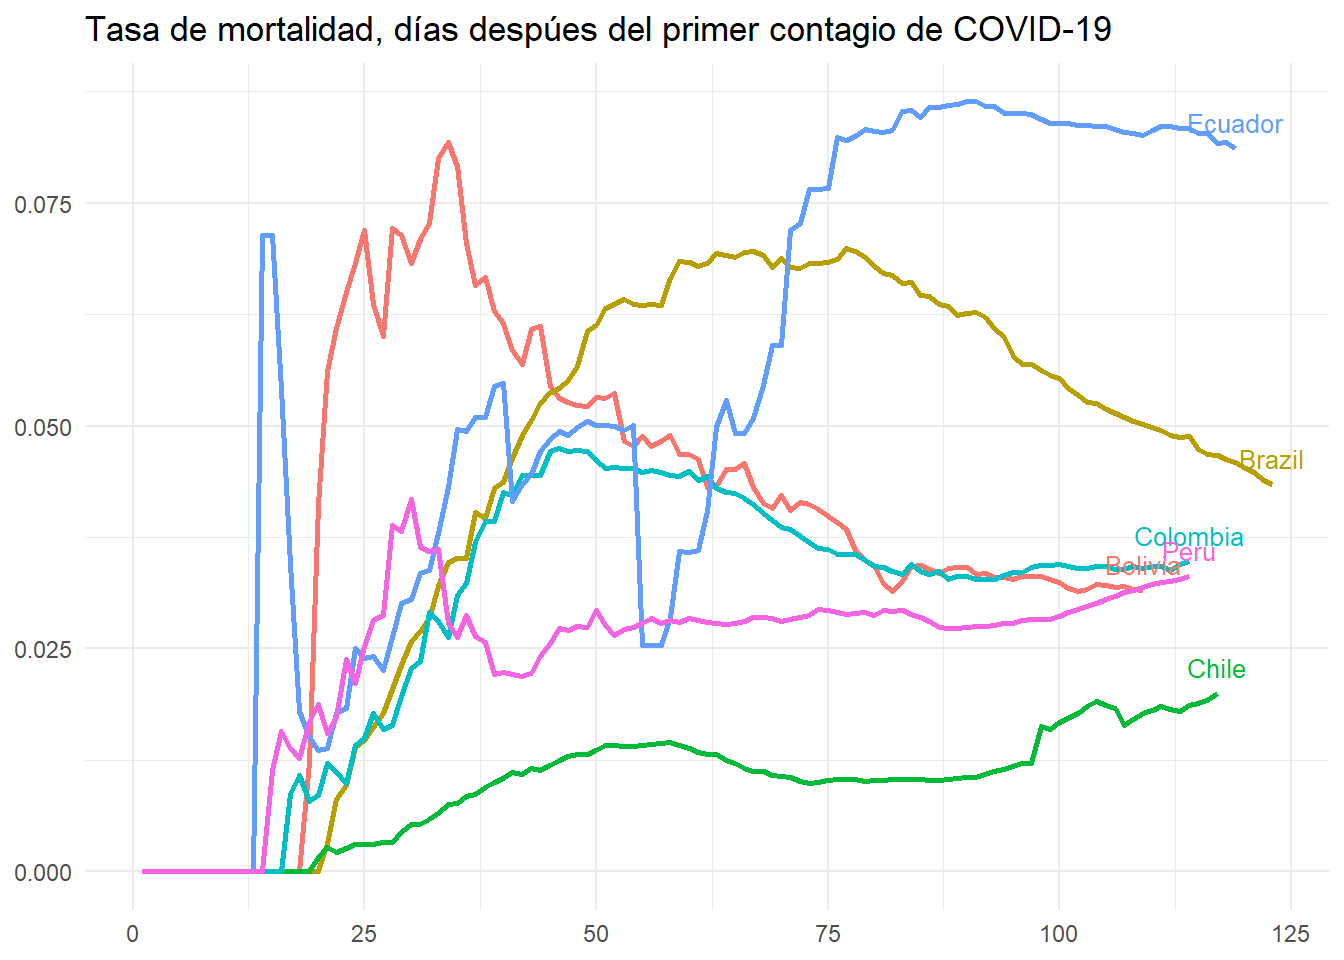 Tasa de mortalidad, días despúes del primer contagio de COVID-19
Ecuador
0.075
0.050
Brazil
Colombia
Peru
Bolivia
0.025
Chile
0.000
0 25 50 75 100 125